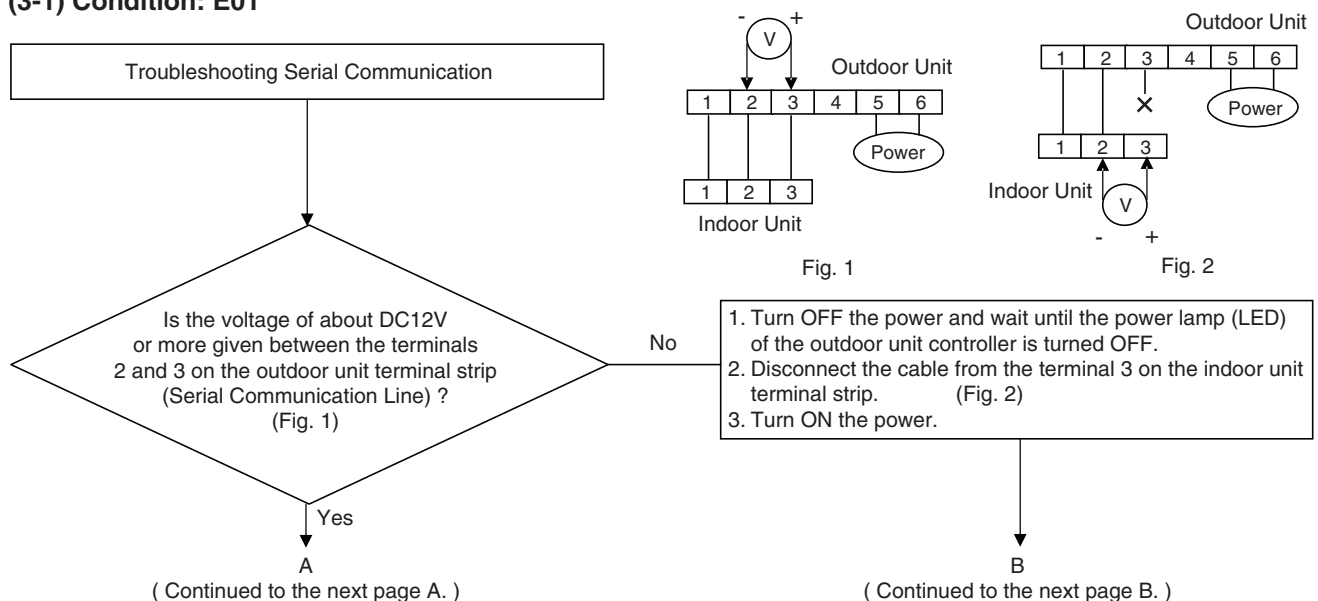 (3-1) Condition: E01
Troubleshooting Serial Communication
- +
V
Outdoor Unit
1 2 3 4 5 6
Power
1 2 3
Indoor Unit
Fig. 1
Outdoor Unit
1 2 3 4 5 6
×
Power
1 2 3
Indoor Unit
V
- +
Fig. 2
Is the voltage of about DC12V
or more given between the terminals
2 and 3 on the outdoor unit terminal strip
(Serial Communication Line) ?
(Fig. 1)
No
1. Turn OFF the power and wait until the power lamp (LED)
of the outdoor unit controller is turned OFF.
2. Disconnect the cable from the terminal 3 on the indoor unit
terminal strip. (Fig. 2)
3. Turn ON the power.
Yes
A
( Continued to the next page A. )
B
( Continued to the next page B. )